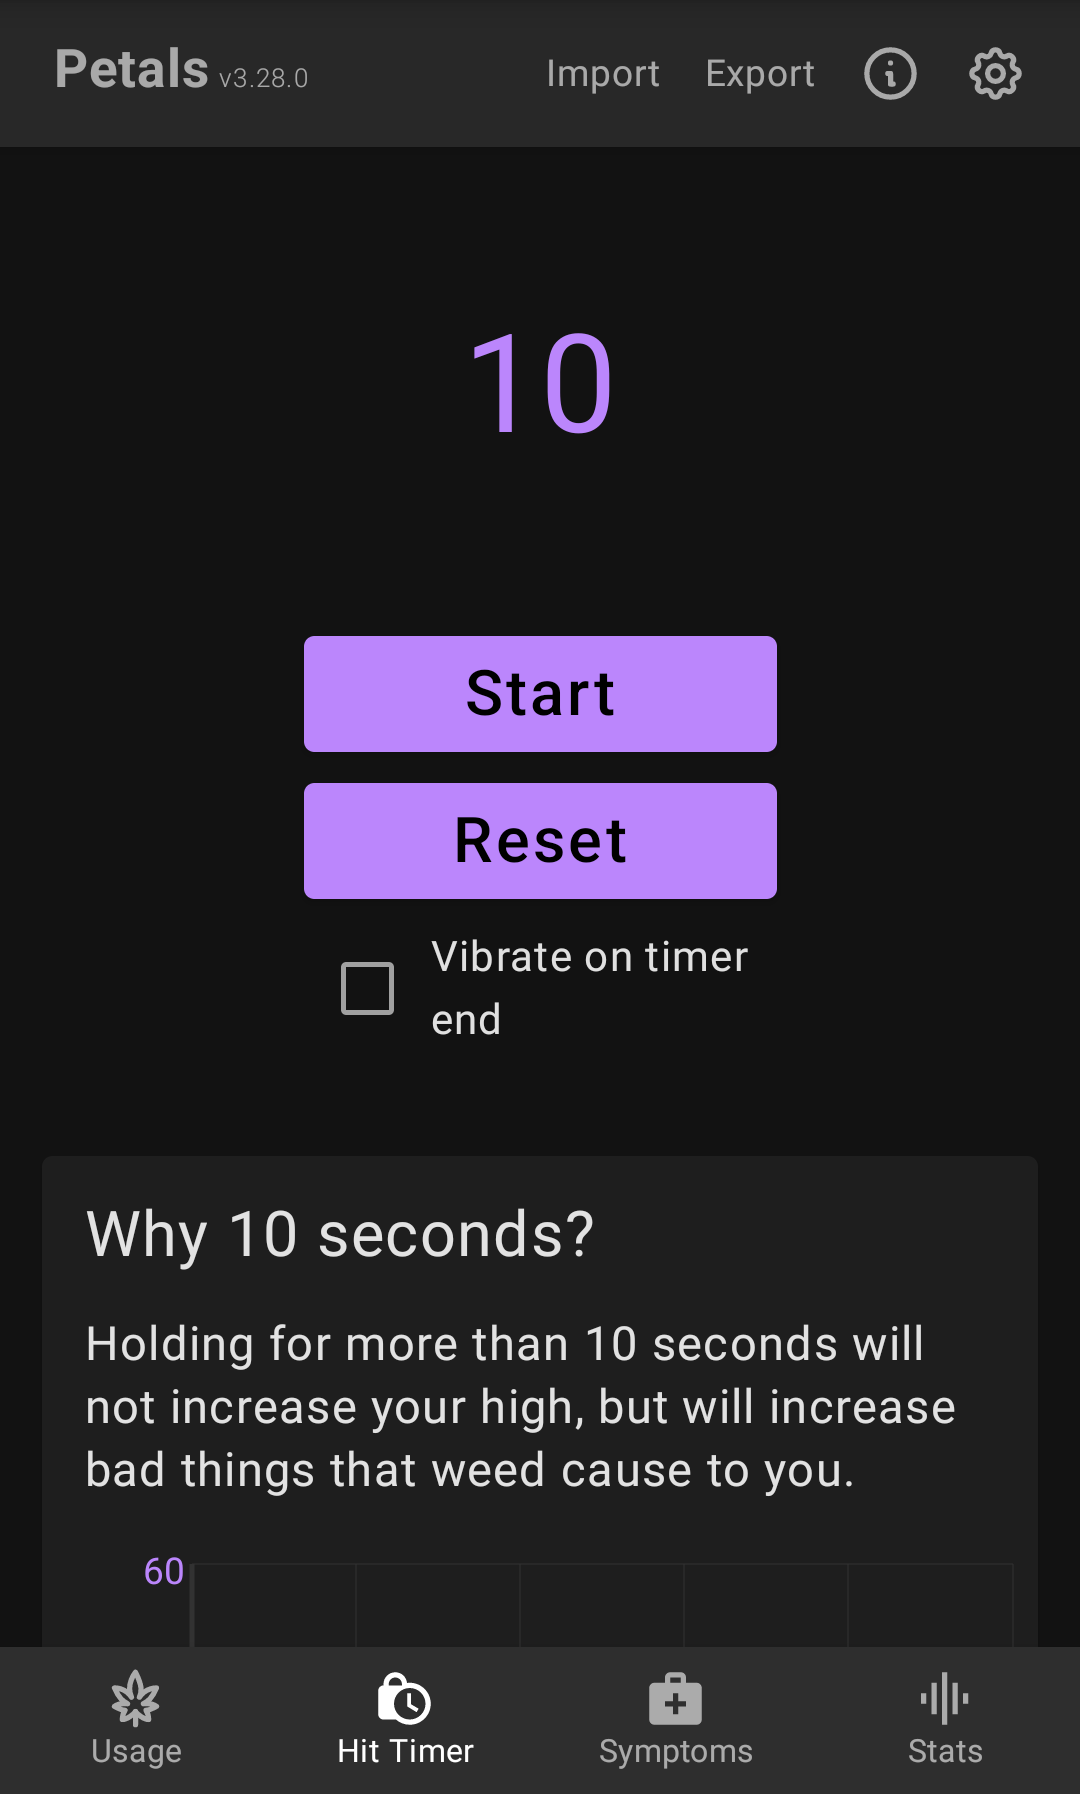 Petals v3.28.0 Import Export
10
Start
Reset
Vibrate on timer
end
Why 10 seconds?
Holding for more than 10 seconds will
not increase your high, but will increase
bad things that weed cause to you.
60
Usage Hit Timer Symptoms Stats